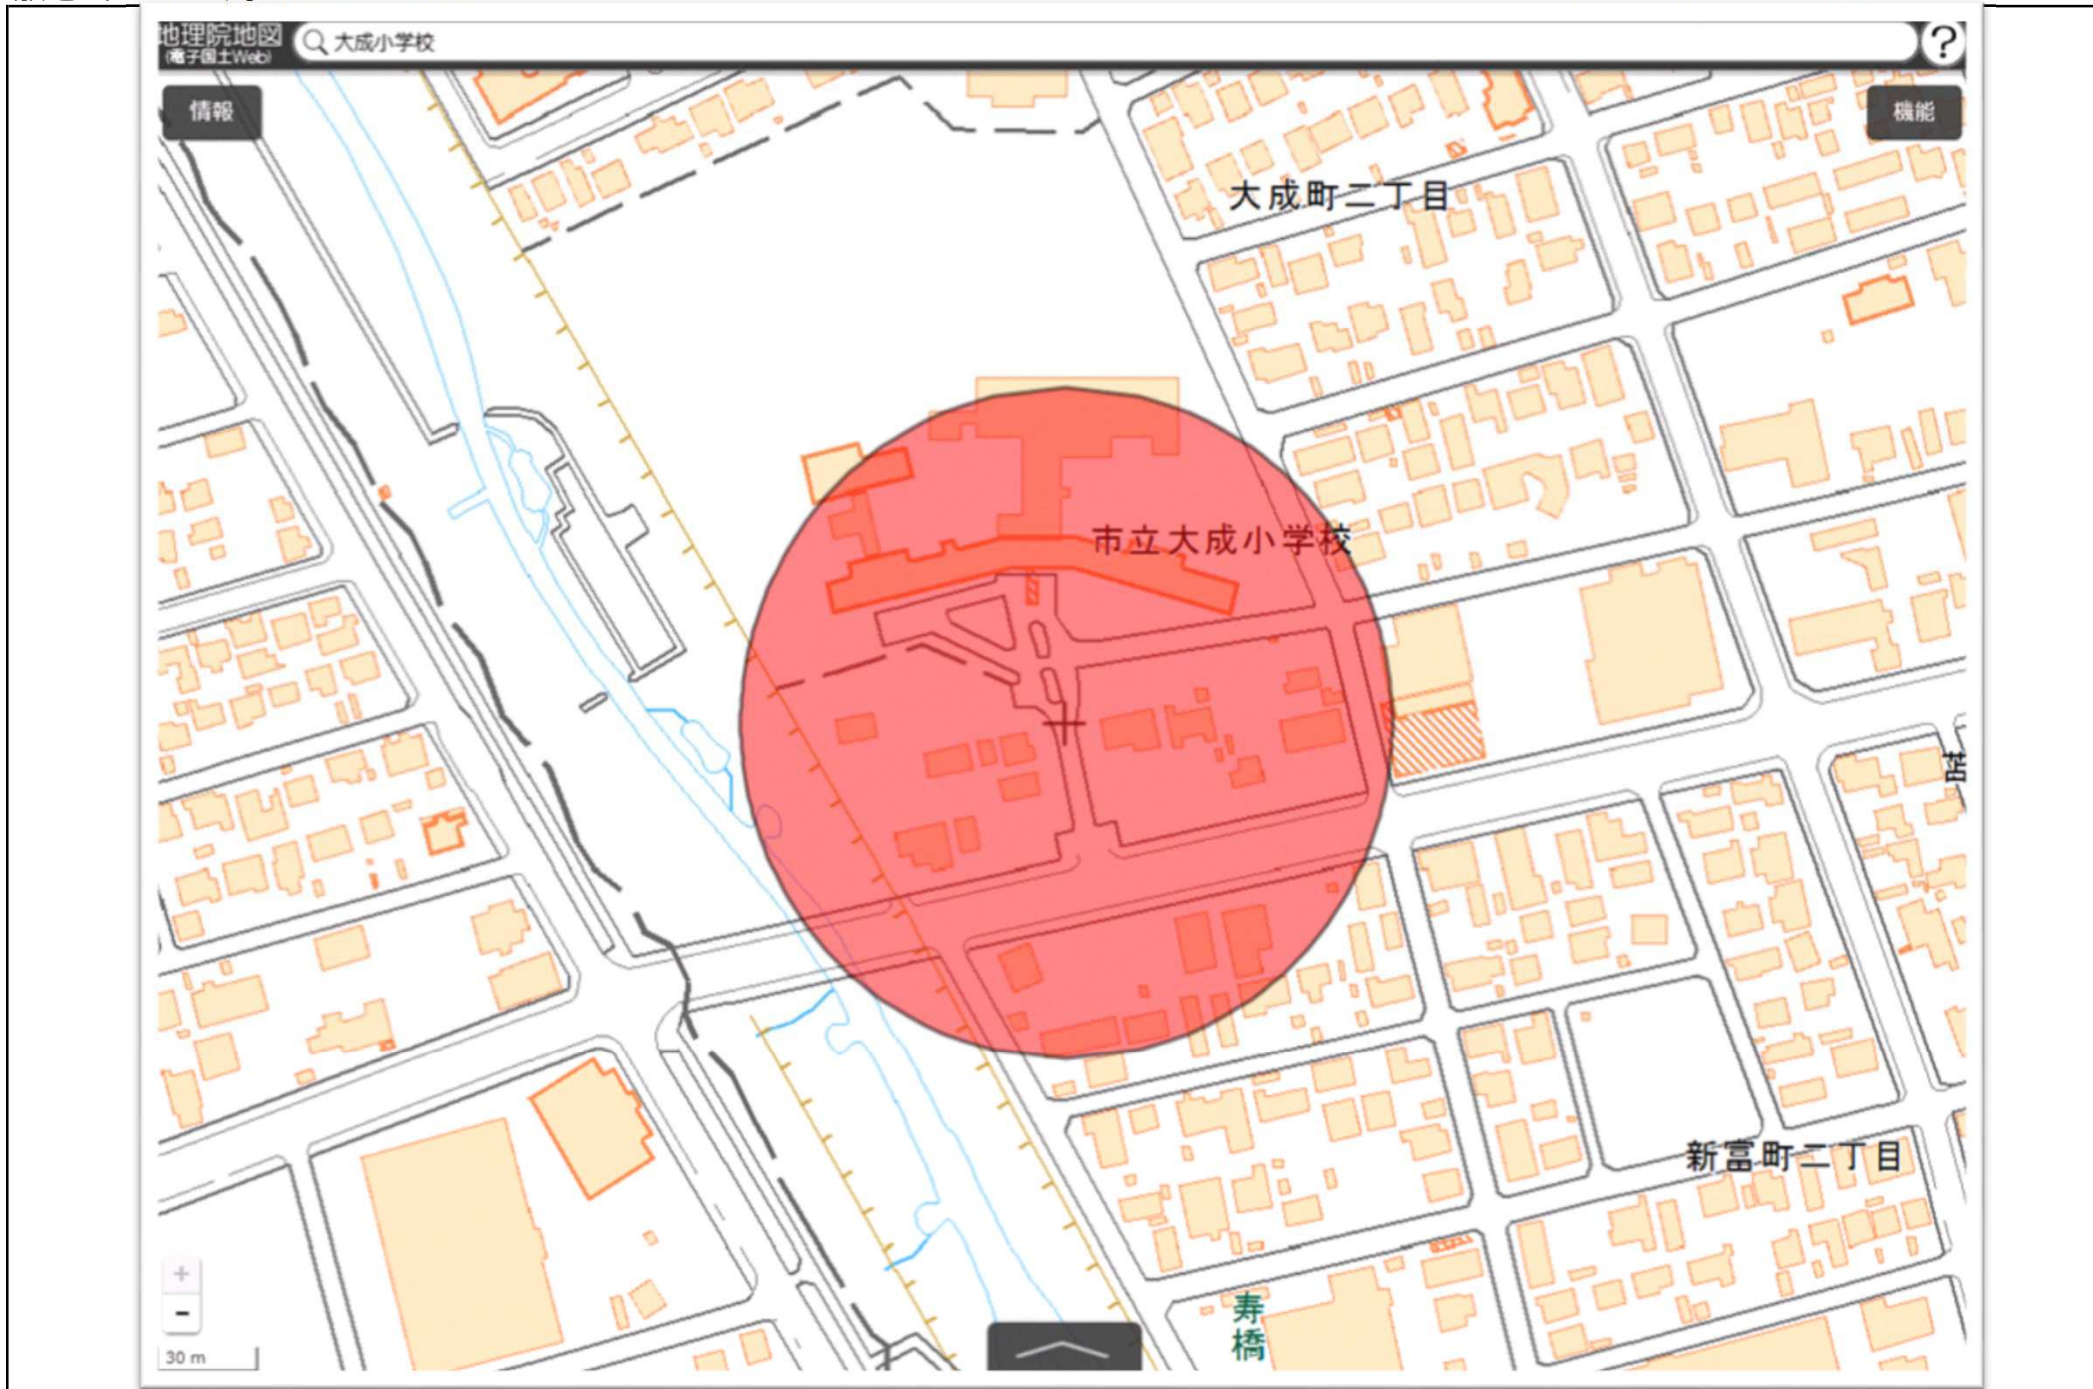 地理院地図
(電子国土Web)
大成小学校
?
情報
機能
大成町二丁目
市立大成小学校
苫
新富町二丁目
寿橋
+
-
30 m